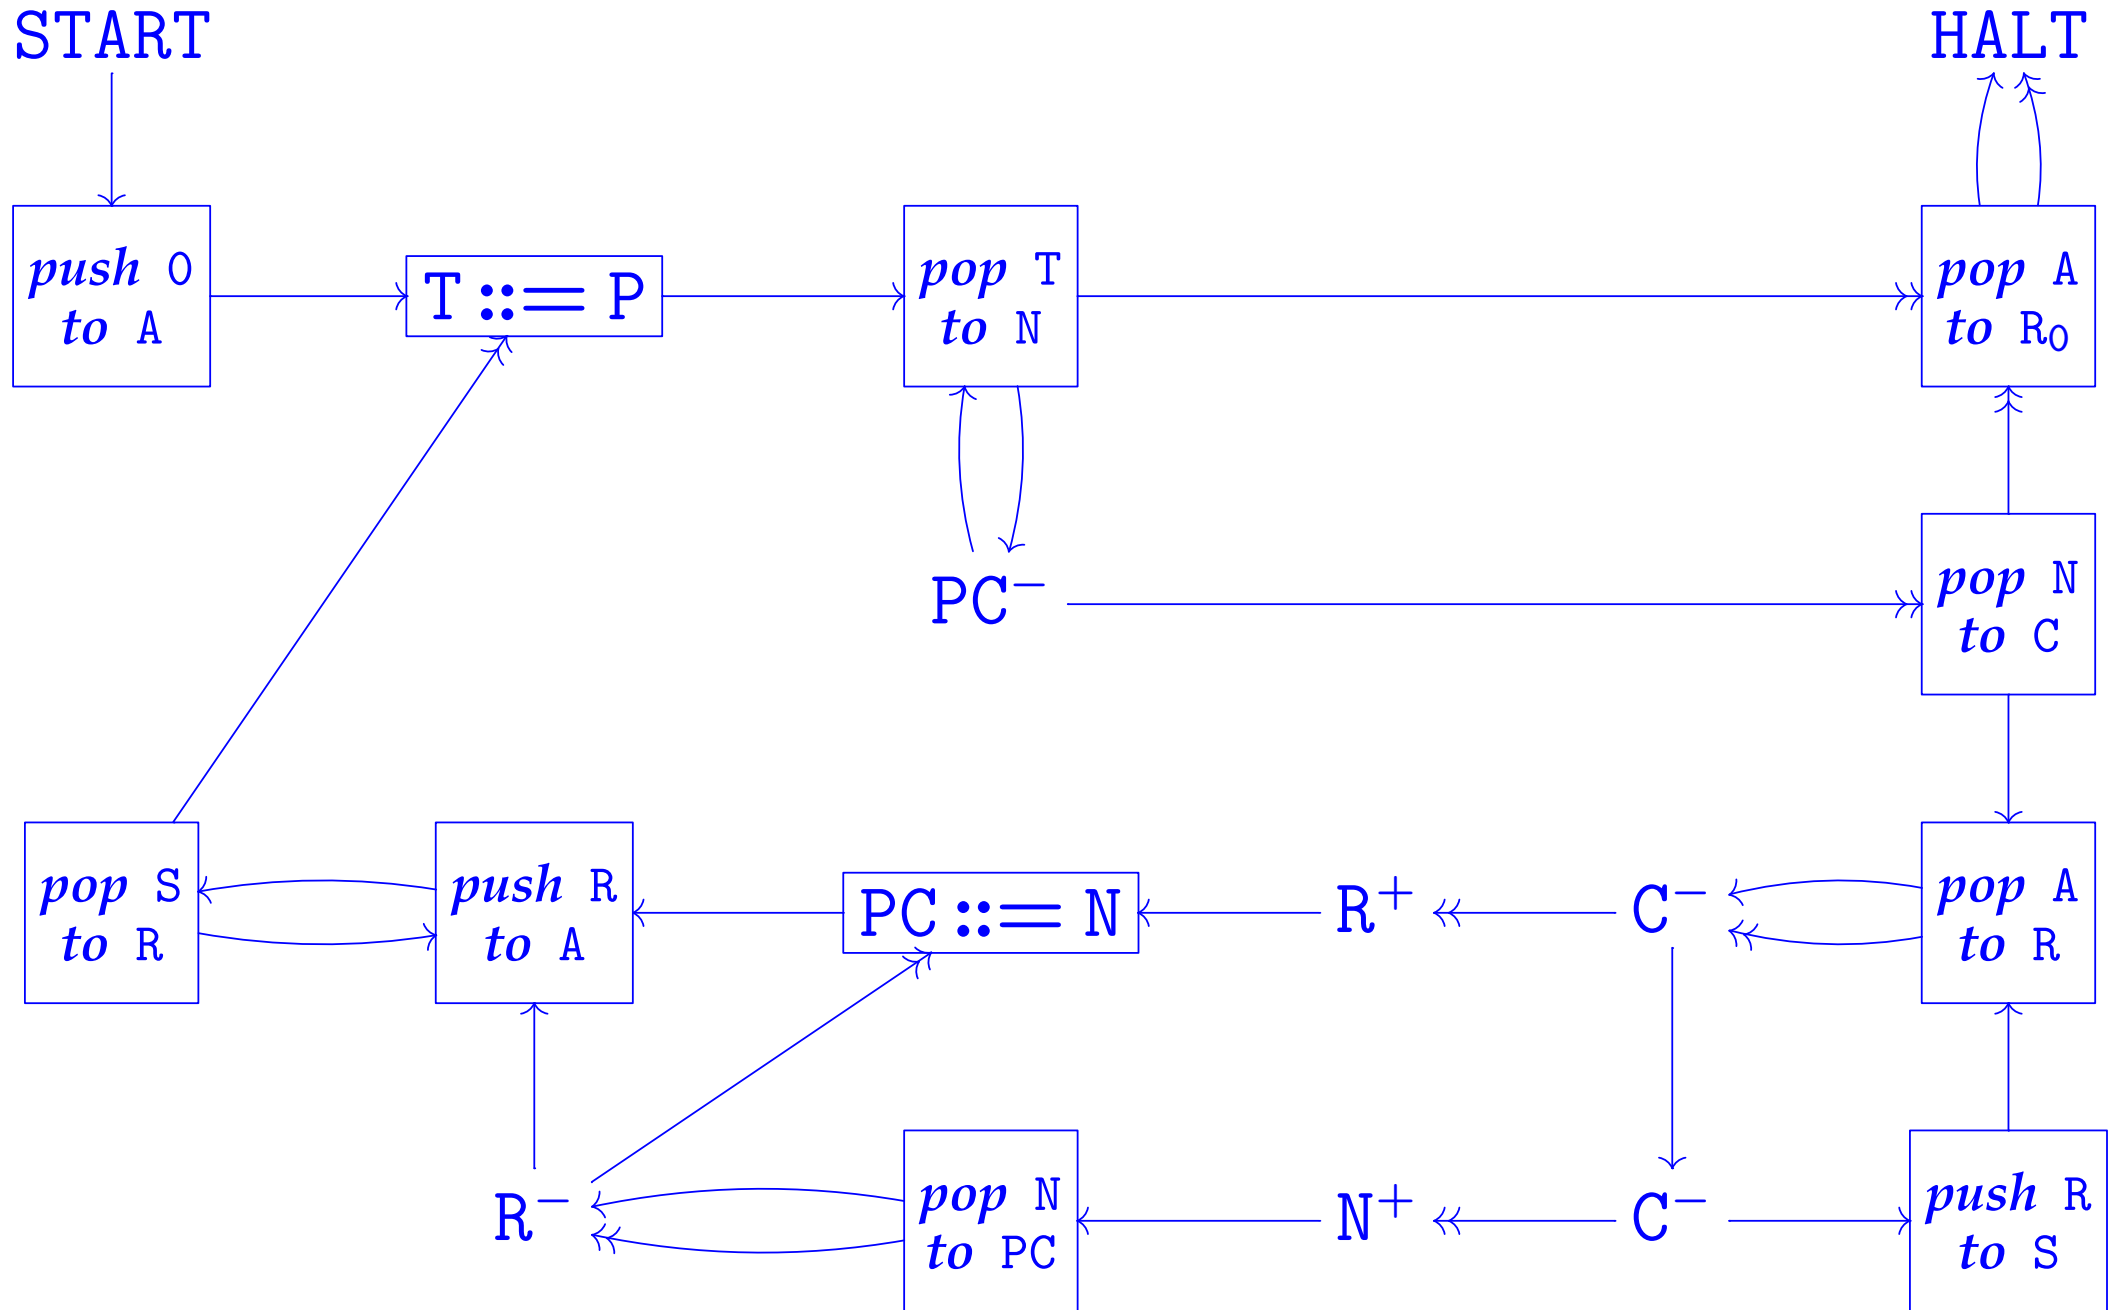 START
HALT
push 0
to A
T ::= P
pop T
to N
pop A
to R₀
PC⁻
pop N
to C
pop S
to R
push R
to A
PC ::= N
R⁺
C⁻
pop A
to R
R⁻
pop N
to PC
N⁺
C⁻
push R
to S